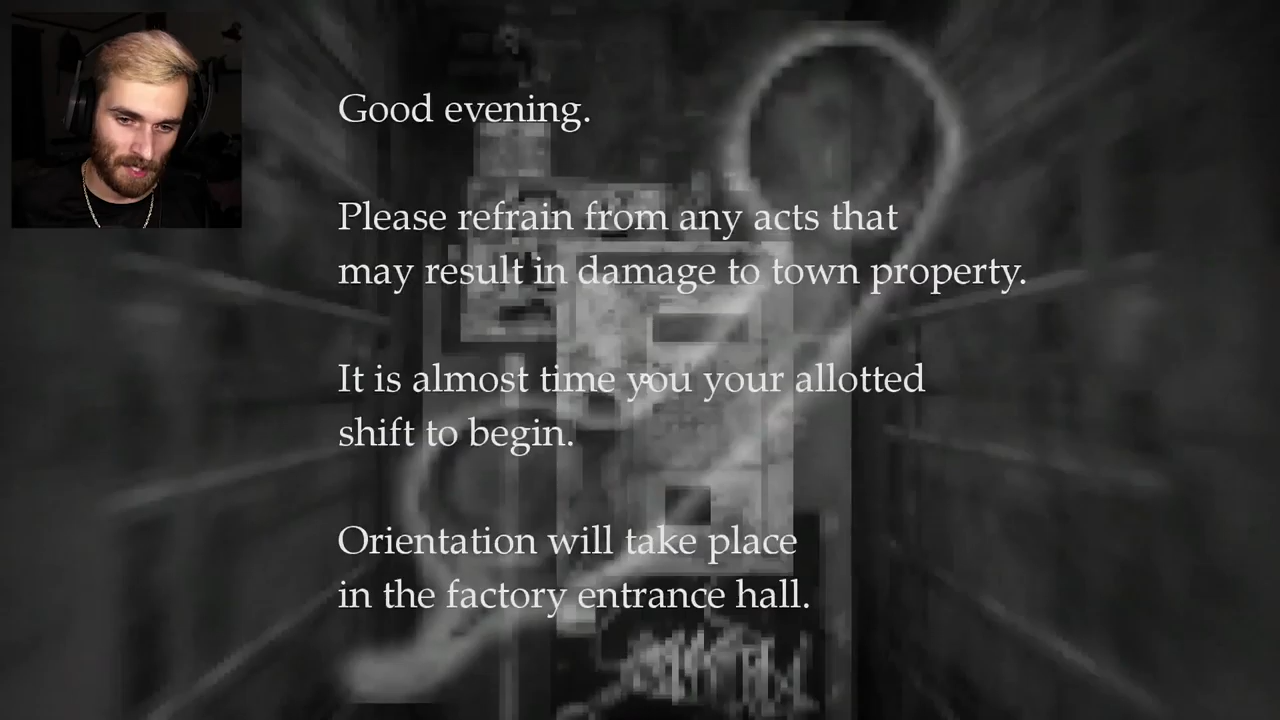 Good evening.
Please refrain from any acts that
may result in damage to town property.
It is almost time you your allotted
shift to begin.
Orientation will take place
in the factory entrance hall.